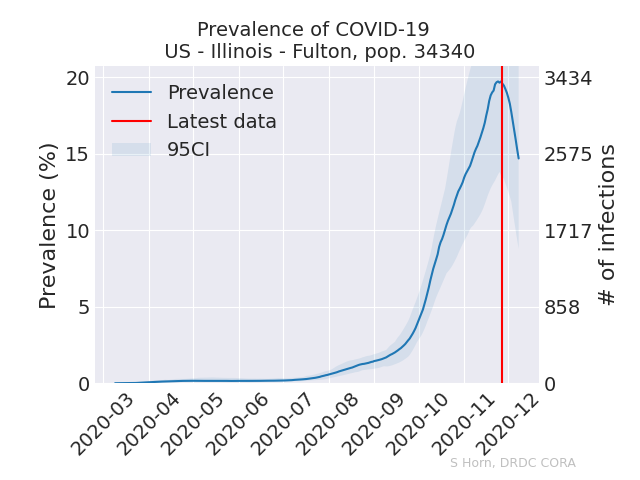 Prevalence of COVID-19
US - Illinois - Fulton, pop. 34340
Prevalence (%)
20
15
10
5
0
Prevalence
Latest data
95CI
3434
2575
1717
858
0
# of infections
2020-03
2020-04
2020-05
2020-06
2020-07
2020-08
2020-09
2020-10
2020-11
2020-12
S Horn, DRDC CORA